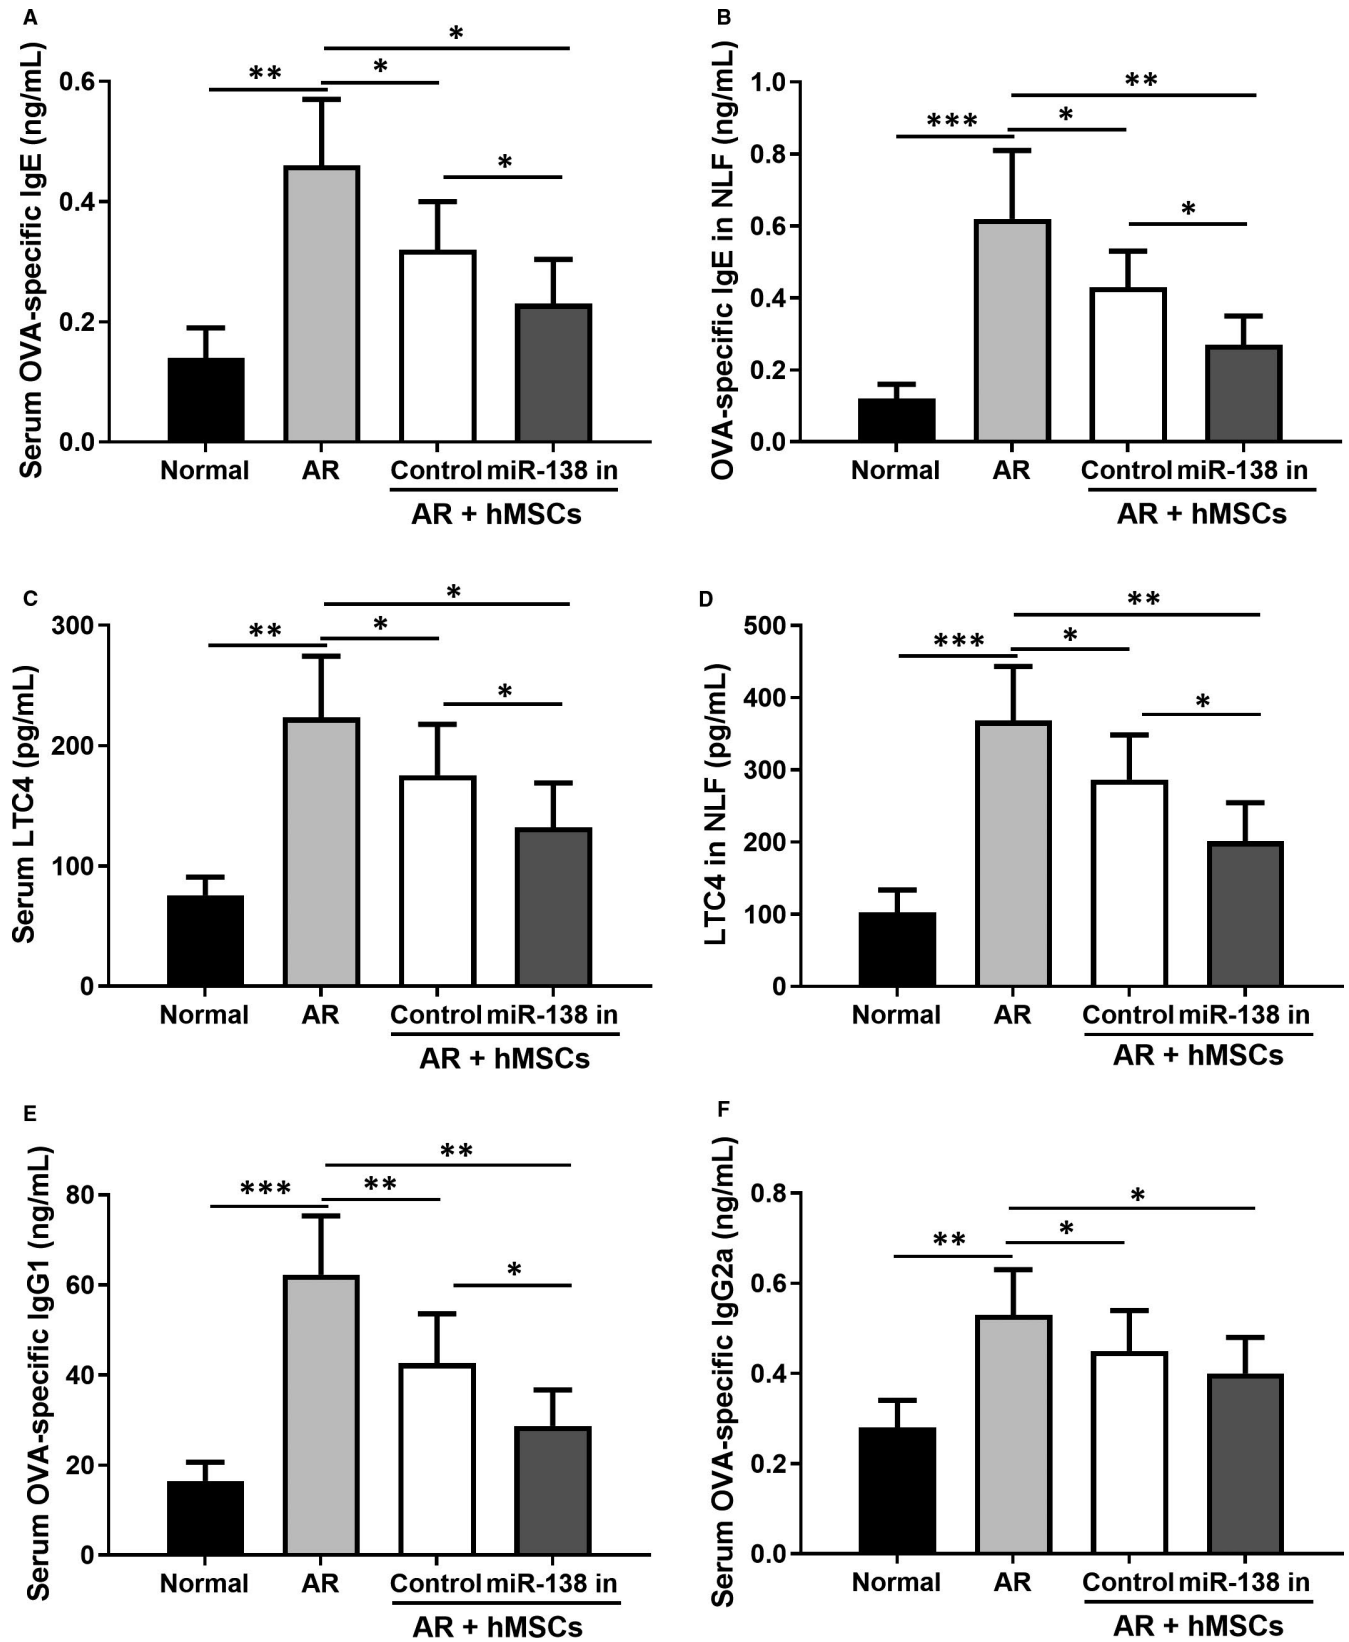 A
Serum OVA-specific IgE (ng/mL)
0.6
0.4
0.2
0.0
**
*
*
*
Normal AR Control miR-138 in
AR + hMSCs
B
OVA-specific IgE in NLF (ng/mL)
1.0
0.8
0.6
0.4
0.2
0.0
***
*
**
*
Normal AR Control miR-138 in
AR + hMSCs
C
Serum LTC4 (pg/mL)
300
200
100
0
**
*
*
*
Normal AR Control miR-138 in
AR + hMSCs
D
LTC4 in NLF (pg/mL)
500
400
300
200
100
0
***
*
**
*
Normal AR Control miR-138 in
AR + hMSCs
E
Serum OVA-specific IgG1 (ng/mL)
80
60
40
20
0
***
**
**
*
Normal AR Control miR-138 in
AR + hMSCs
F
Serum OVA-specific IgG2a (ng/mL)
0.8
0.6
0.4
0.2
0.0
**
*
*
Normal AR Control miR-138 in
AR + hMSCs